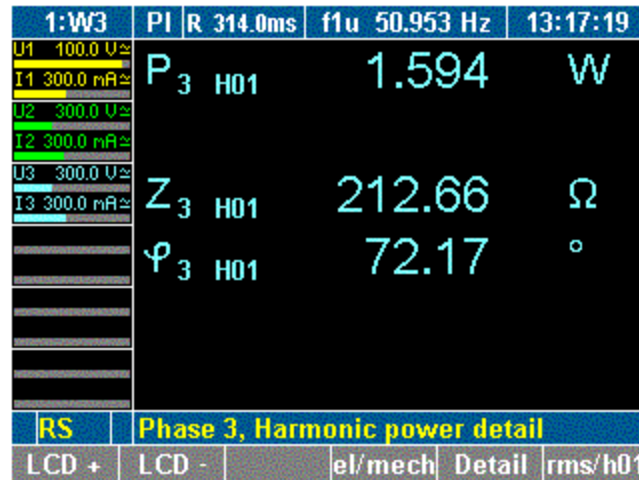 1:W3 PI R 314.0ms f1u 50.953 Hz 13:17:19
U1 100.0 V≃
I1 300.0 mA≃
U2 300.0 V≃
I2 300.0 mA≃
U3 300.0 V≃
I3 300.0 mA≃
P3 H01 1.594 W
Z3 H01 212.66 Ω
φ3 H01 72.17 °
RS Phase 3, Harmonic power detail
LCD + LCD - el/mech Detail rms/h01